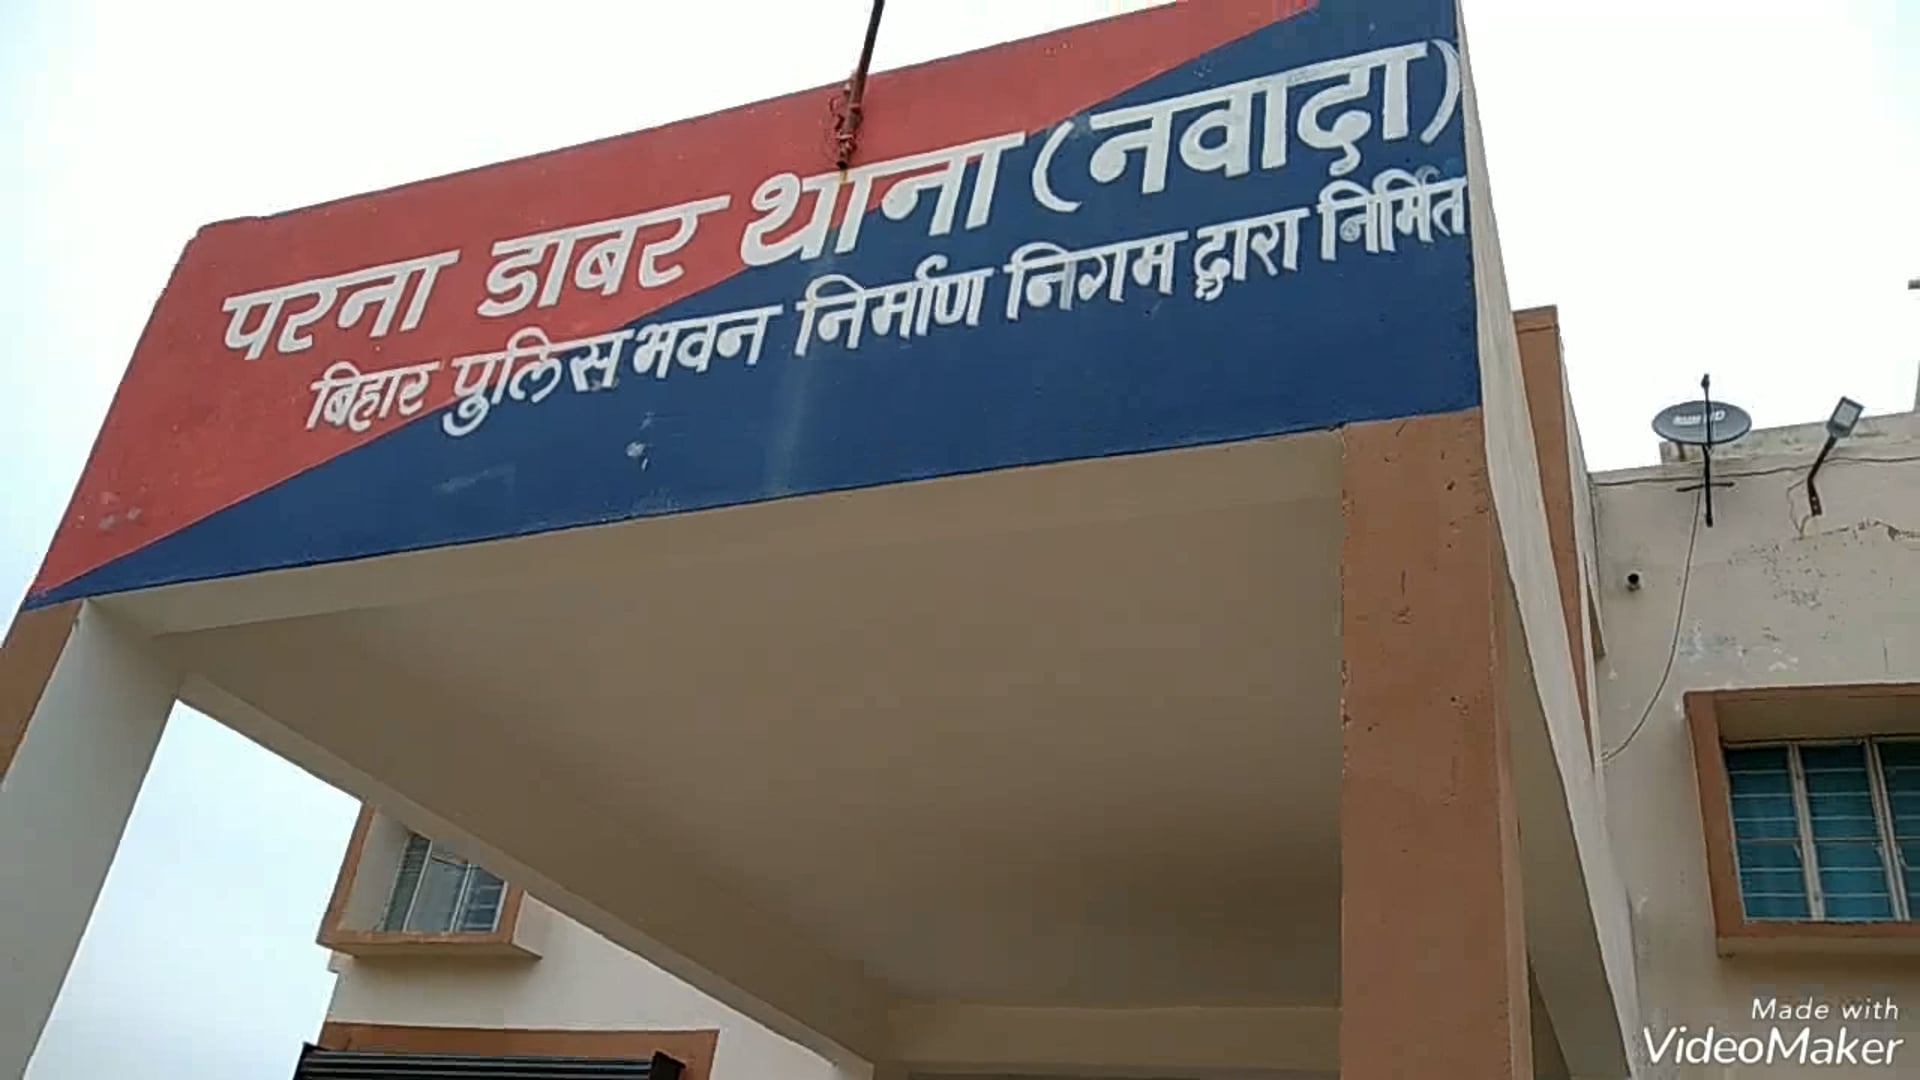 परना डाबर थाना (नवादा)
बिहार पुलिस भवन निर्माण निगम द्वारा निर्मित
Made with
VideoMaker